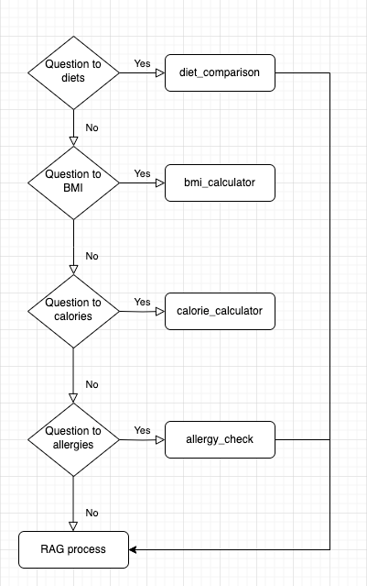 Question to
diets
Yes
diet_comparison
No
Question to
BMI
Yes
bmi_calculator
No
Question to
calories
Yes
calorie_calculator
No
Question to
allergies
Yes
allergy_check
No
RAG process